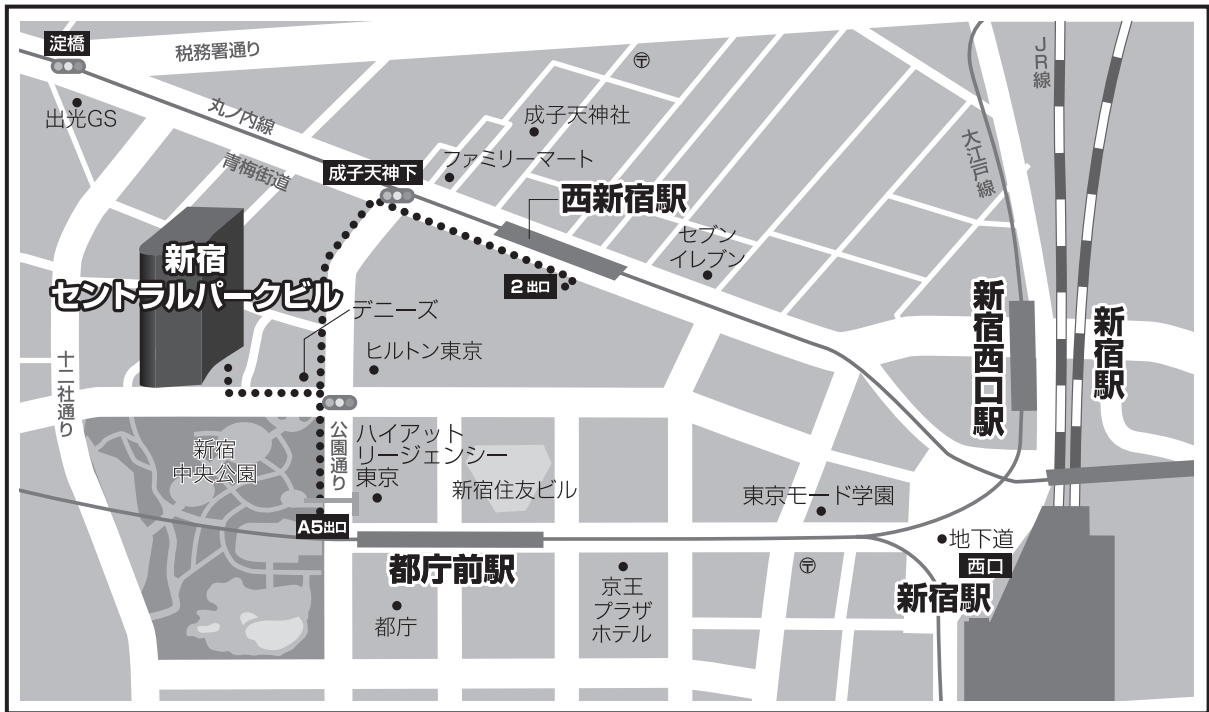 淀橋
税務署通り
出光GS
丸ノ内線
青梅街道
〒
成子天神社
ファミリーマート
成子天神下
西新宿駅
セブン
イレブン
2出口
JR線
大江戸線
新宿
セントラルパークビル
デニーズ
ヒルトン東京
新宿西口駅
新宿駅
十二社通り
新宿
中央公園
公園通り
ハイアット
リージェンシー
東京
新宿住友ビル
東京モード学園
A5出口
都庁前駅
地下道
西口
新宿駅
〒
京王
プラザ
ホテル
都庁